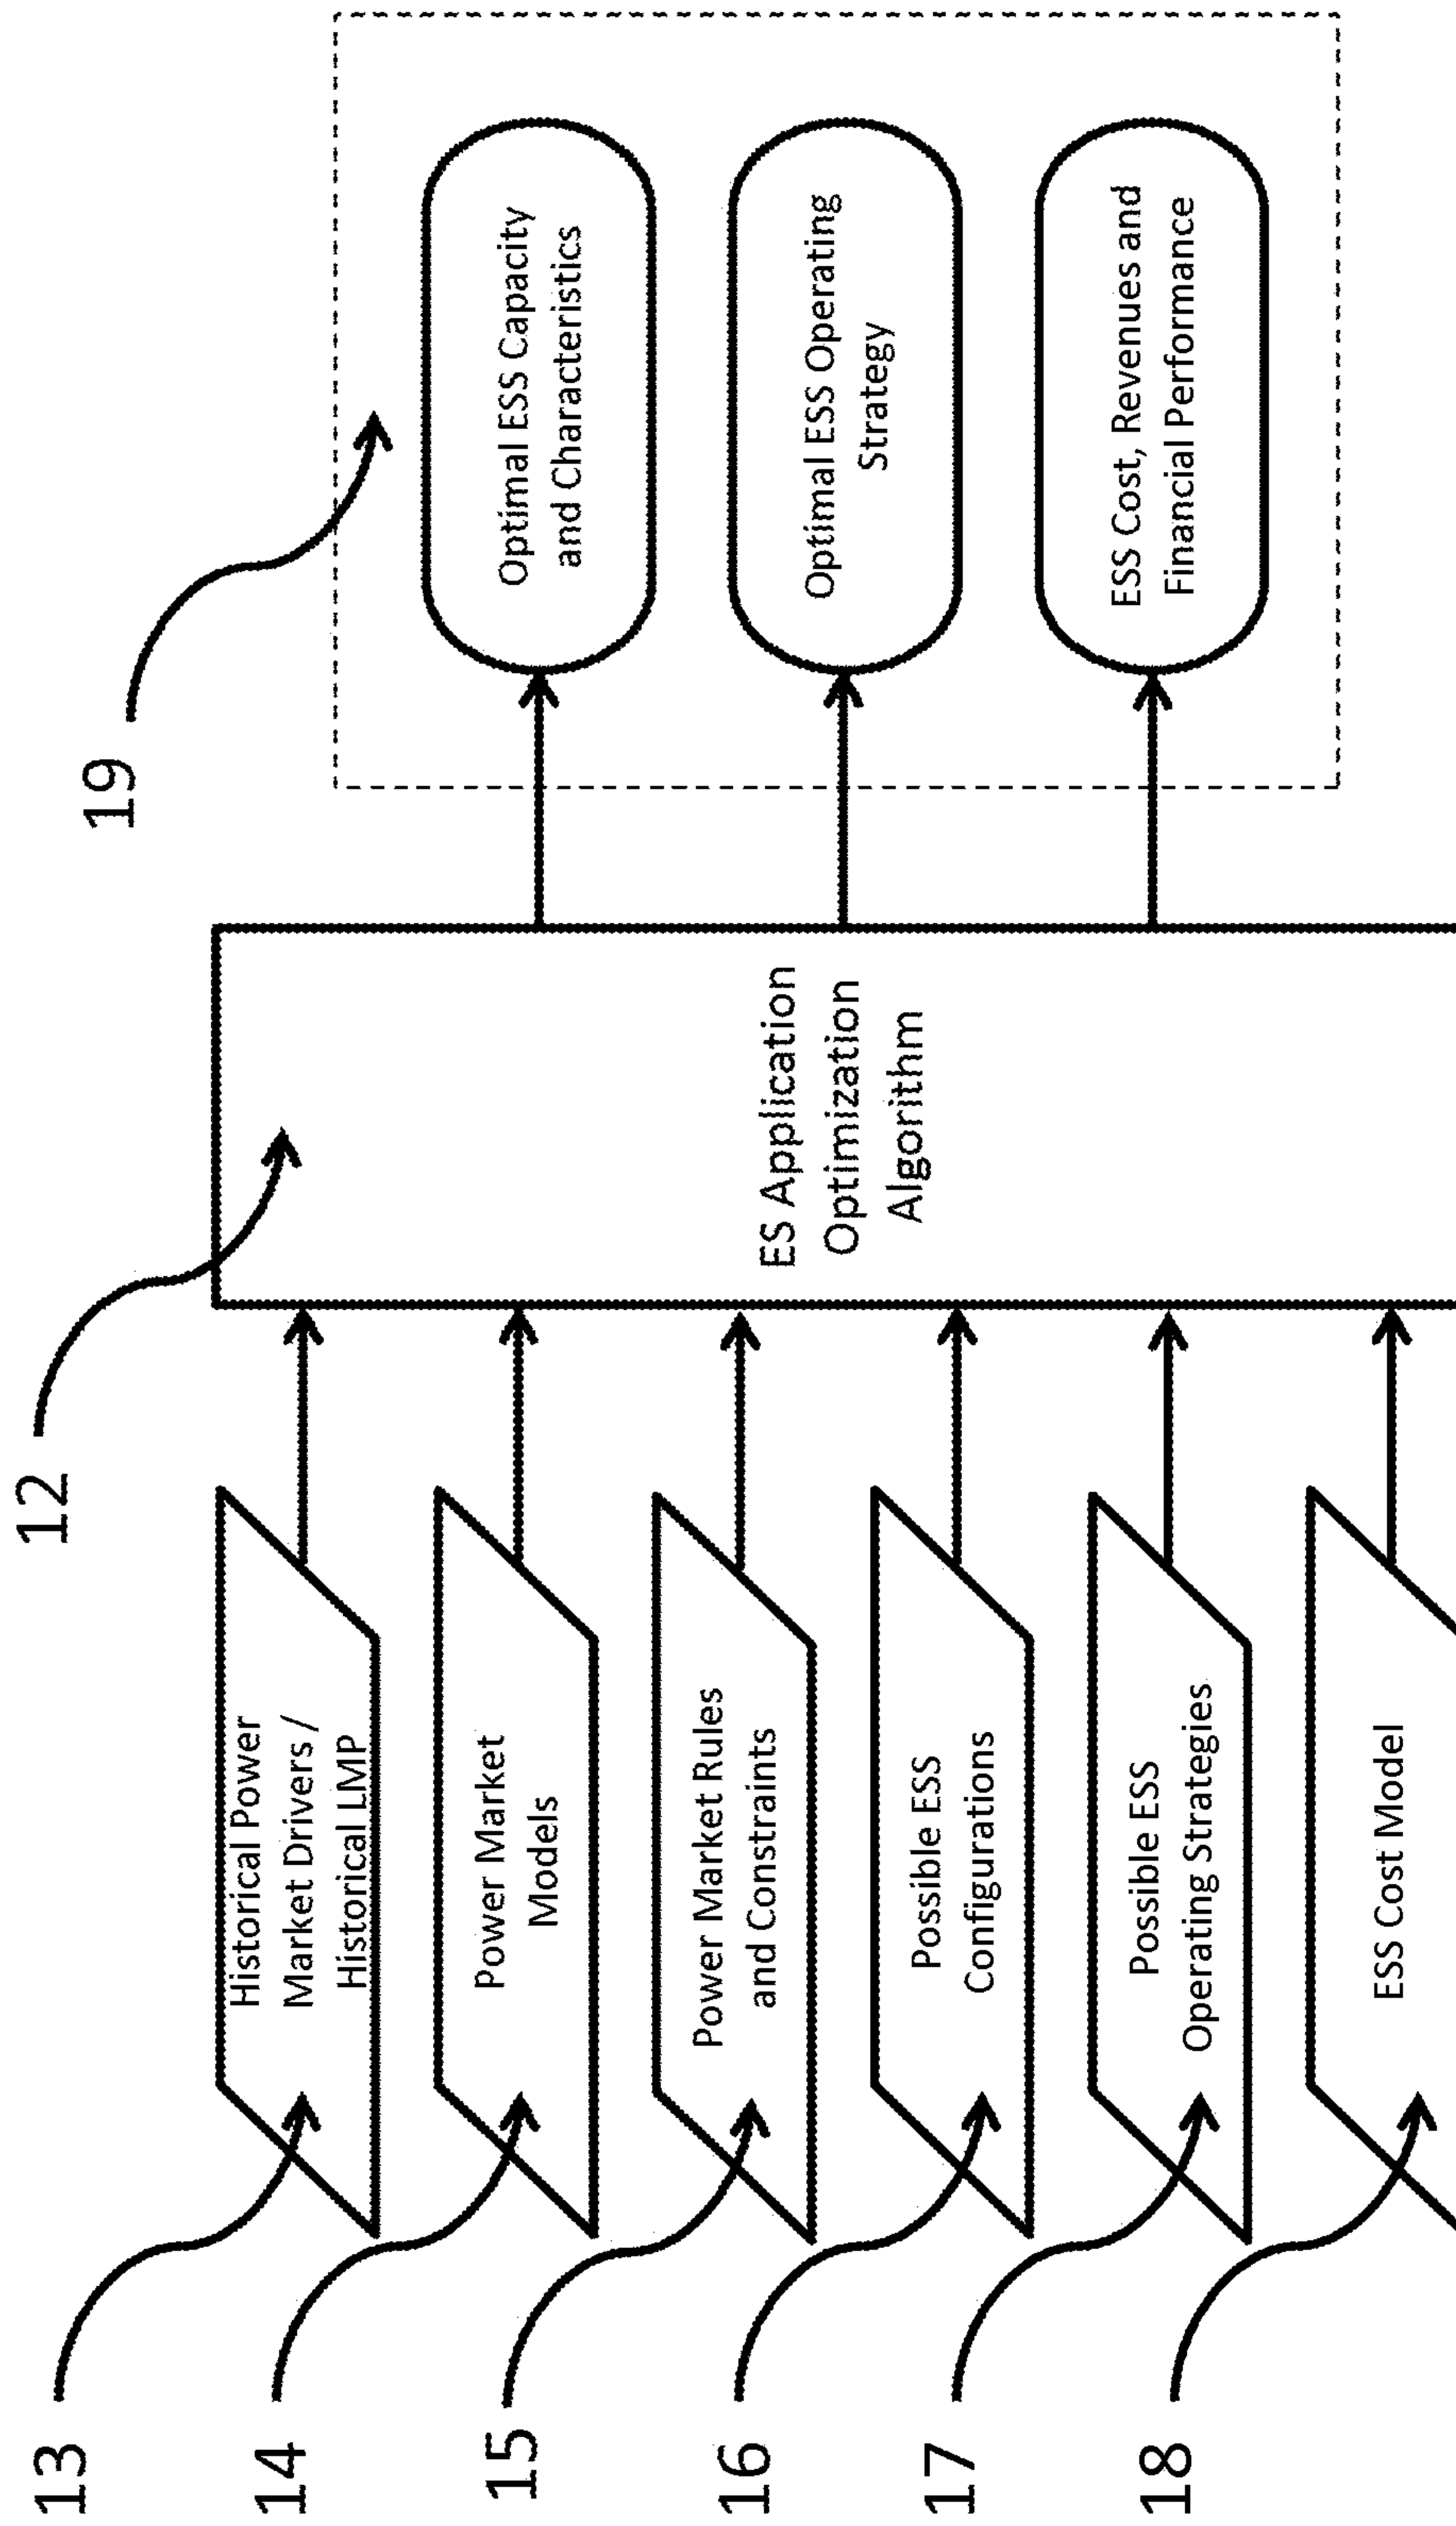 13
Historical Power
Market Drivers /
Historical LMP
14
Power Market
Models
15
Power Market Rules
and Constraints
16
Possible ESS
Configurations
17
Possible ESS
Operating Strategies
18
ESS Cost Model
12
ES Application
Optimization
Algorithm
19
Optimal ESS Capacity
and Characteristics
Optimal ESS Operating
Strategy
ESS Cost, Revenues and
Financial Performance